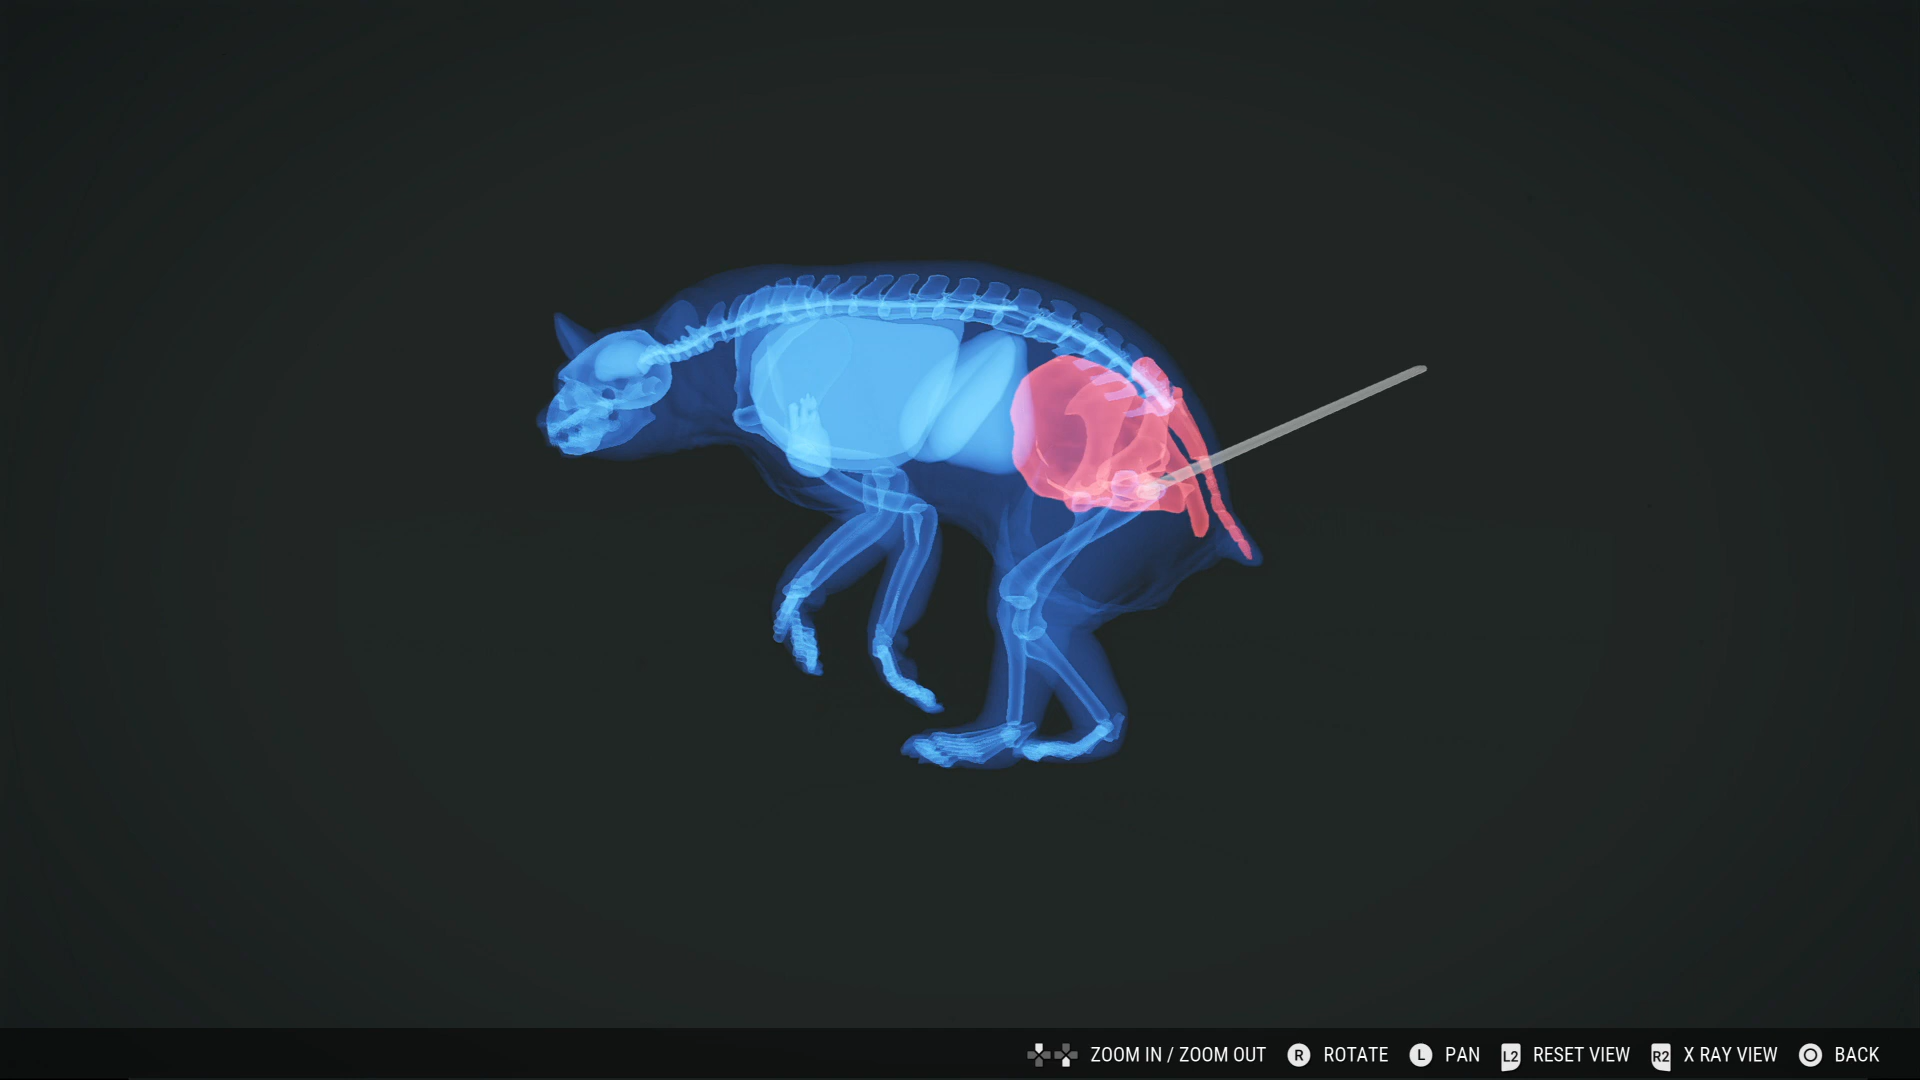 ZOOM IN / ZOOM OUT R ROTATE L PAN L2 RESET VIEW R2 X RAY VIEW BACK